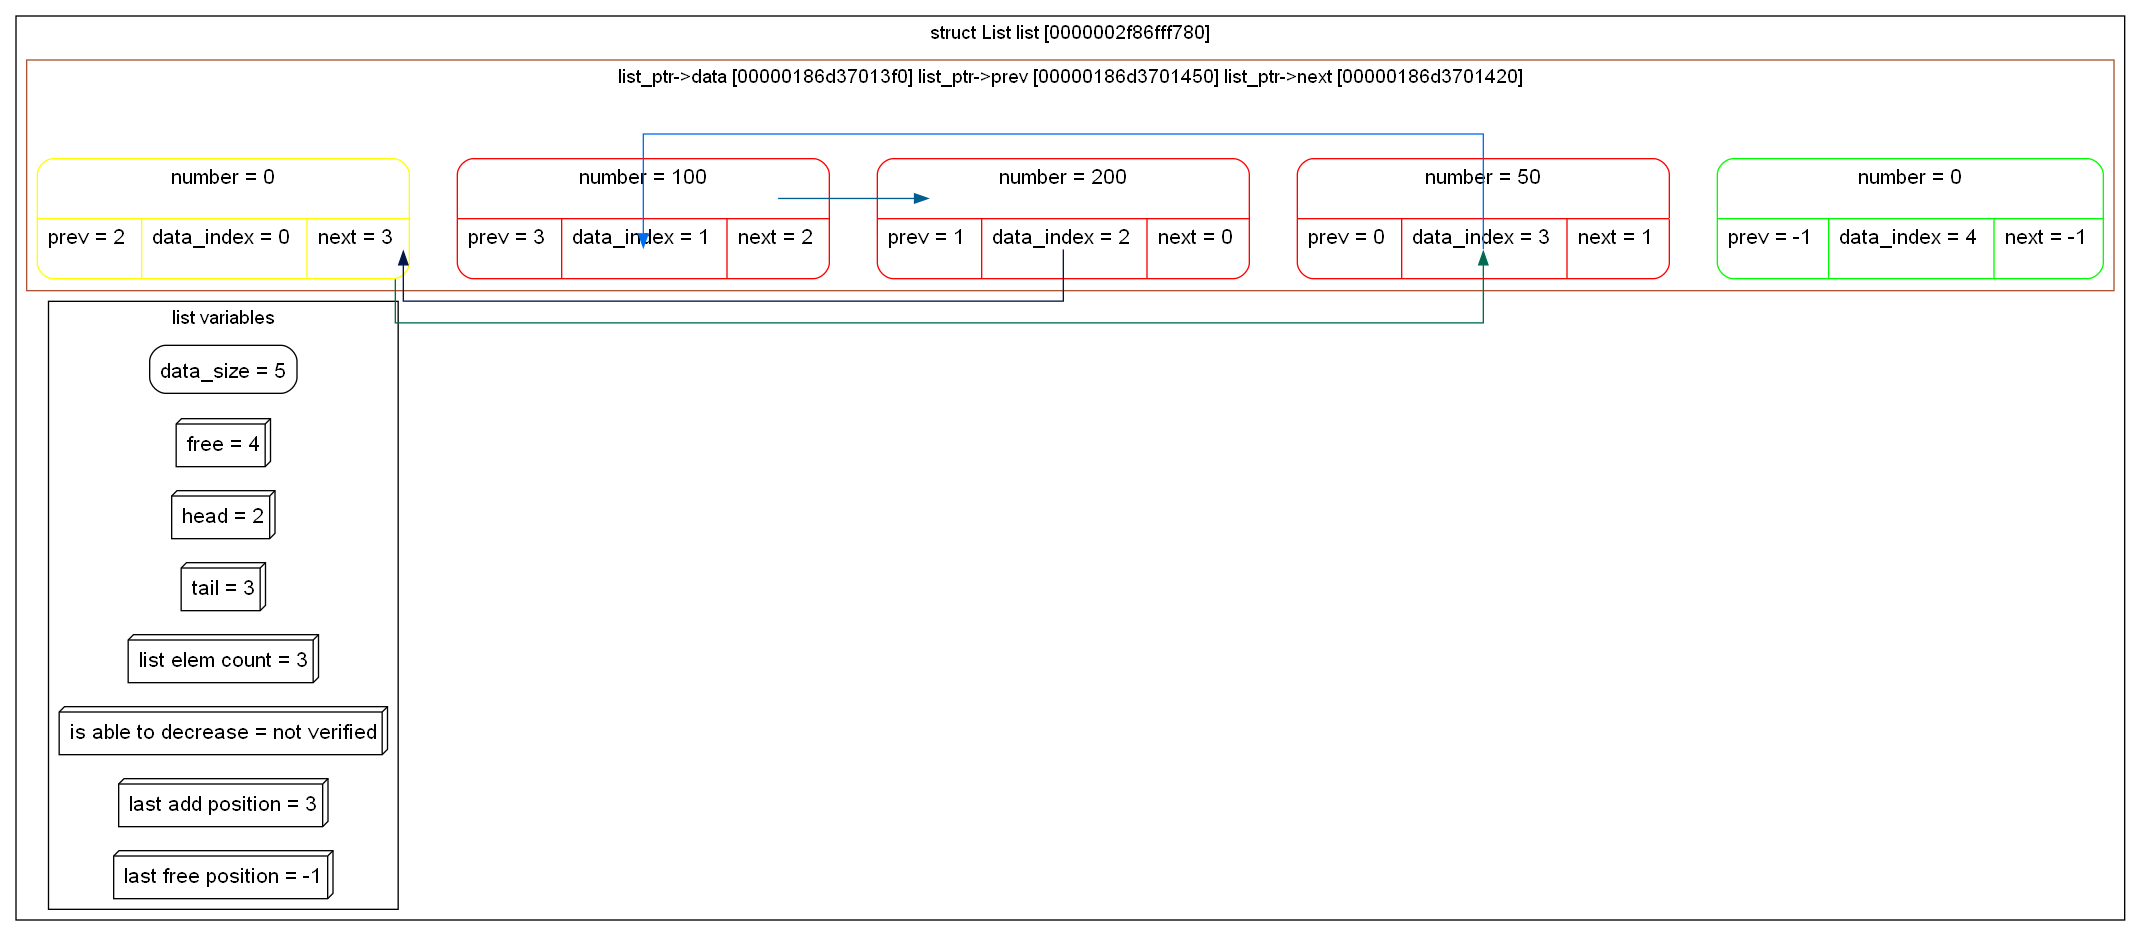 struct List list [0000002f86fff780]
list_ptr->data [00000186d37013f0] list_ptr->prev [00000186d3701450] list_ptr->next [00000186d3701420]
number = 0
prev = 2 data_index = 0 next = 3
number = 100
prev = 3 data_index = 1 next = 2
number = 200
prev = 1 data_index = 2 next = 0
number = 50
prev = 0 data_index = 3 next = 1
number = 0
prev = -1 data_index = 4 next = -1
list variables
data_size = 5
free = 4
head = 2
tail = 3
list elem count = 3
is able to decrease = not verified
last add position = 3
last free position = -1